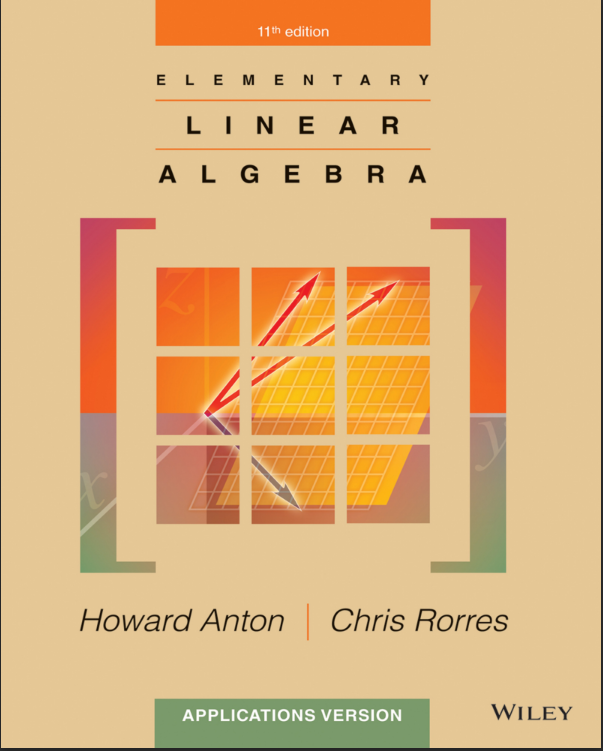 11th edition
ELEMENTARY
LINEAR
ALGEBRA
z
y
x
Howard Anton | Chris Rorres
APPLICATIONS VERSION
WILEY